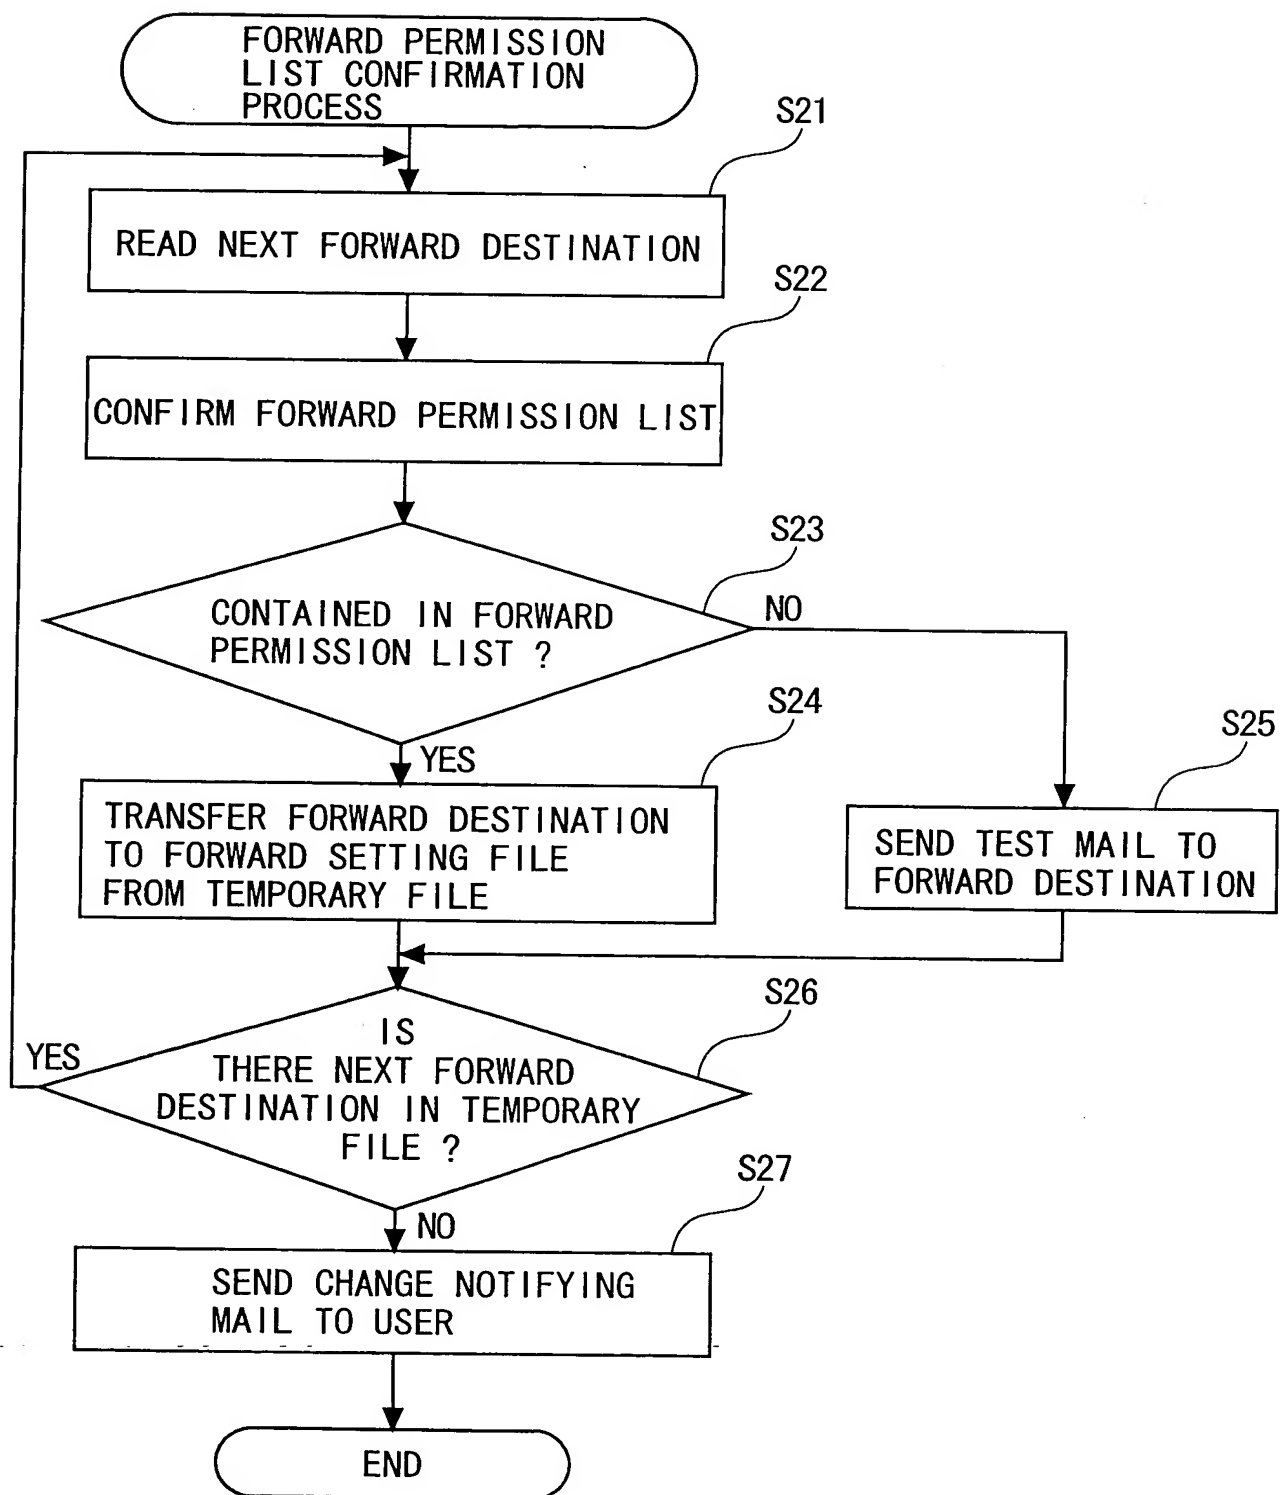 FORWARD PERMISSION
LIST CONFIRMATION
PROCESS
S21
READ NEXT FORWARD DESTINATION
S22
CONFIRM FORWARD PERMISSION LIST
S23
CONTAINED IN FORWARD
PERMISSION LIST ?
NO
YES
S24
TRANSFER FORWARD DESTINATION
TO FORWARD SETTING FILE
FROM TEMPORARY FILE
S25
SEND TEST MAIL TO
FORWARD DESTINATION
S26
IS
THERE NEXT FORWARD
DESTINATION IN TEMPORARY
FILE ?
YES
NO
S27
SEND CHANGE NOTIFYING
MAIL TO USER
END